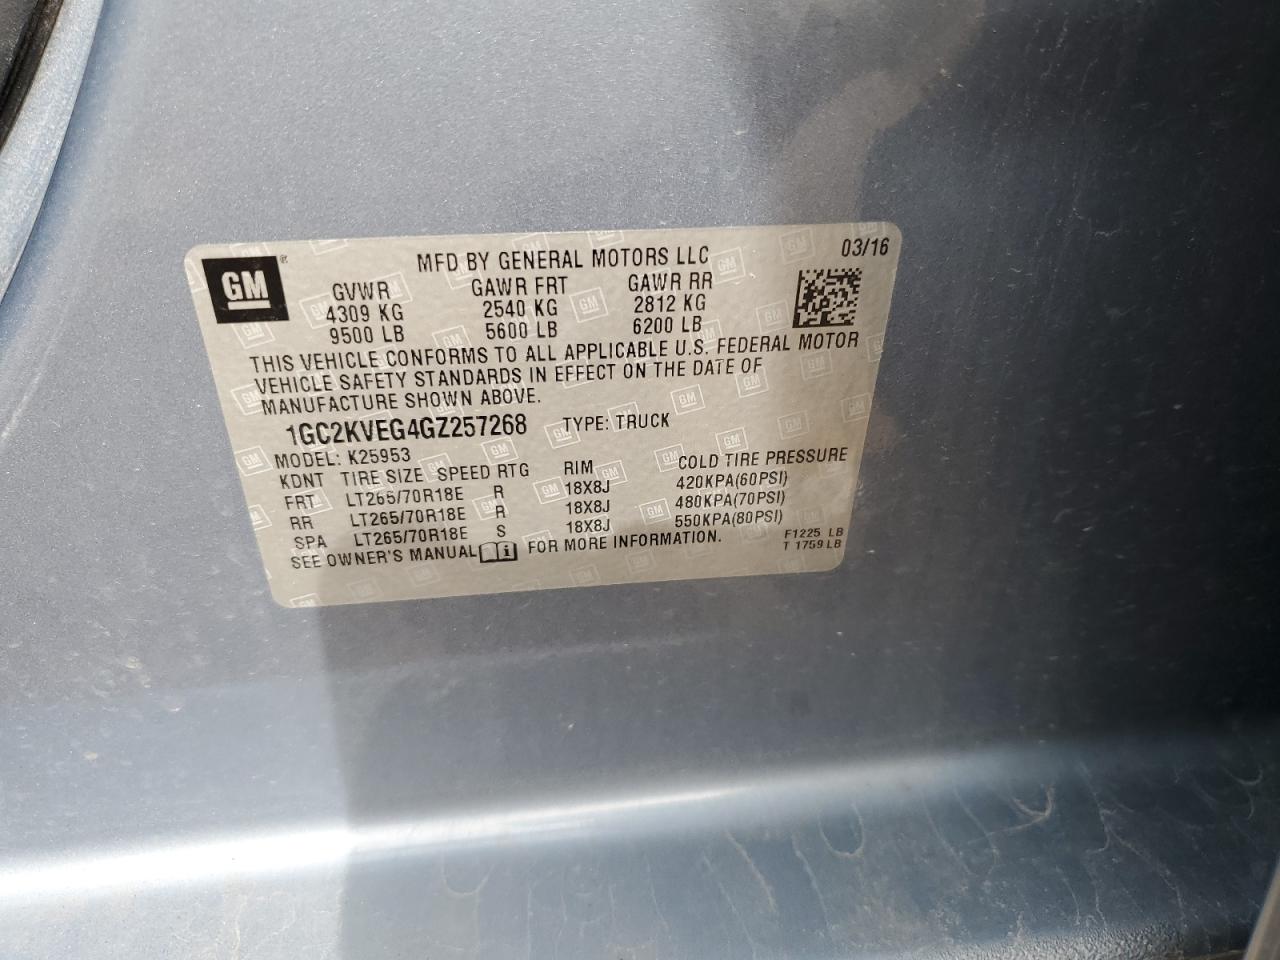 GM
MFD BY GENERAL MOTORS LLC 03/16
GVWR GAWR FRT GAWR RR
4309 KG 2540 KG 2812 KG
9500 LB 5600 LB 6200 LB
THIS VEHICLE CONFORMS TO ALL APPLICABLE U.S. FEDERAL MOTOR
VEHICLE SAFETY STANDARDS IN EFFECT ON THE DATE OF
MANUFACTURE SHOWN ABOVE.
1GC2KVEG4GZ257268 TYPE: TRUCK
MODEL: K25953
KDNT TIRE SIZE SPEED RTG RIM COLD TIRE PRESSURE
FRT LT265/70R18E R 18X8J 420KPA(60PSI)
RR LT265/70R18E R 18X8J 480KPA(70PSI)
SPA LT265/70R18E S 18X8J 550KPA(80PSI)
SEE OWNER'S MANUAL FOR MORE INFORMATION. F1225 LB
T 1759 LB